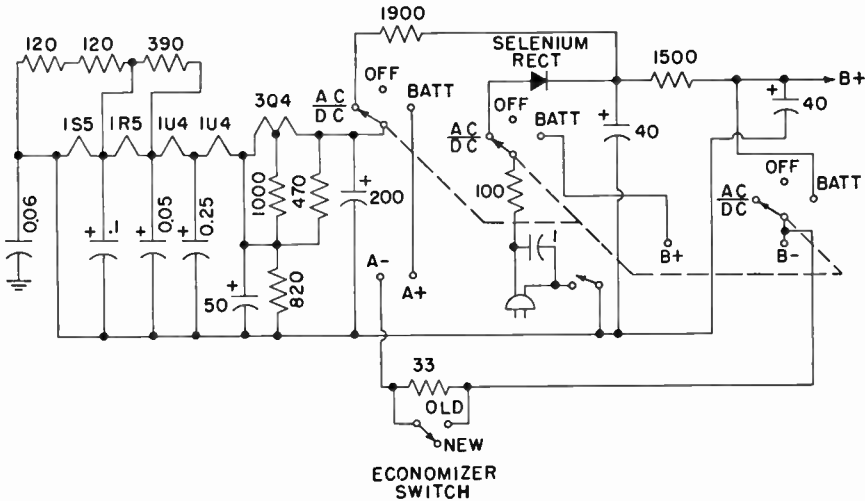 120 120 390
1900
SELENIUM
RECT
1500
B+
OFF
AC
DC
BATT
OFF
AC
DC
BATT
+
40
+
40
1S5 1R5 1U4 1U4
3Q4
1000
470
+
200
100
OFF
AC
DC
BATT
0.06
+ .1
+ 0.05
+ 0.25
+
50
820
A-
A+
1
B+
B-
33
OLD
NEW
ECONOMIZER
SWITCH